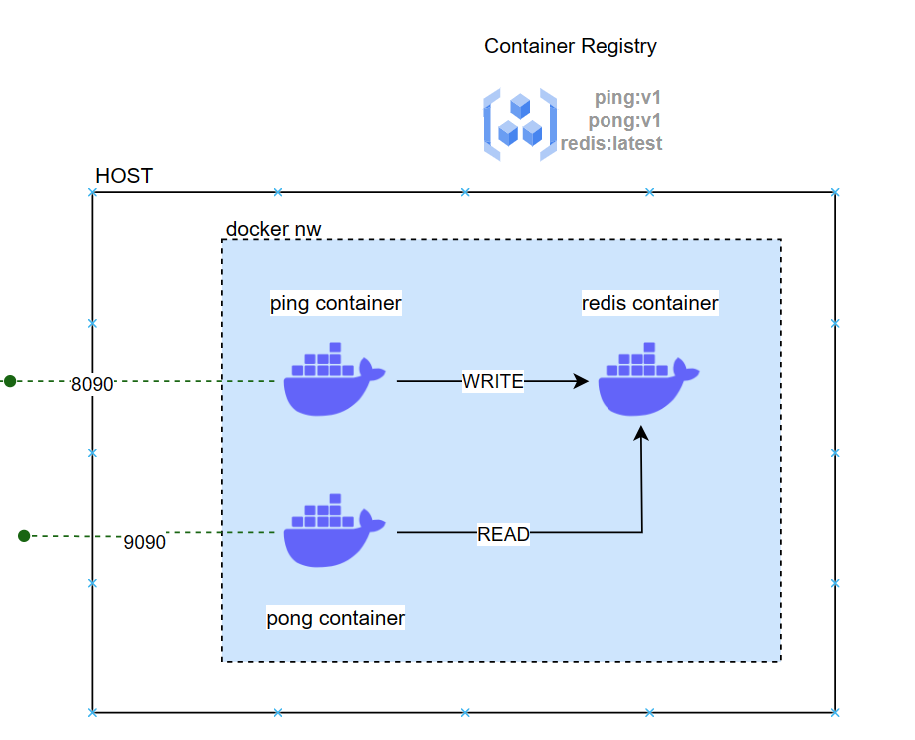 Container Registry
ping:v1
pong:v1
redis:latest
HOST
docker nw
ping container
redis container
8090
WRITE
9090
READ
pong container